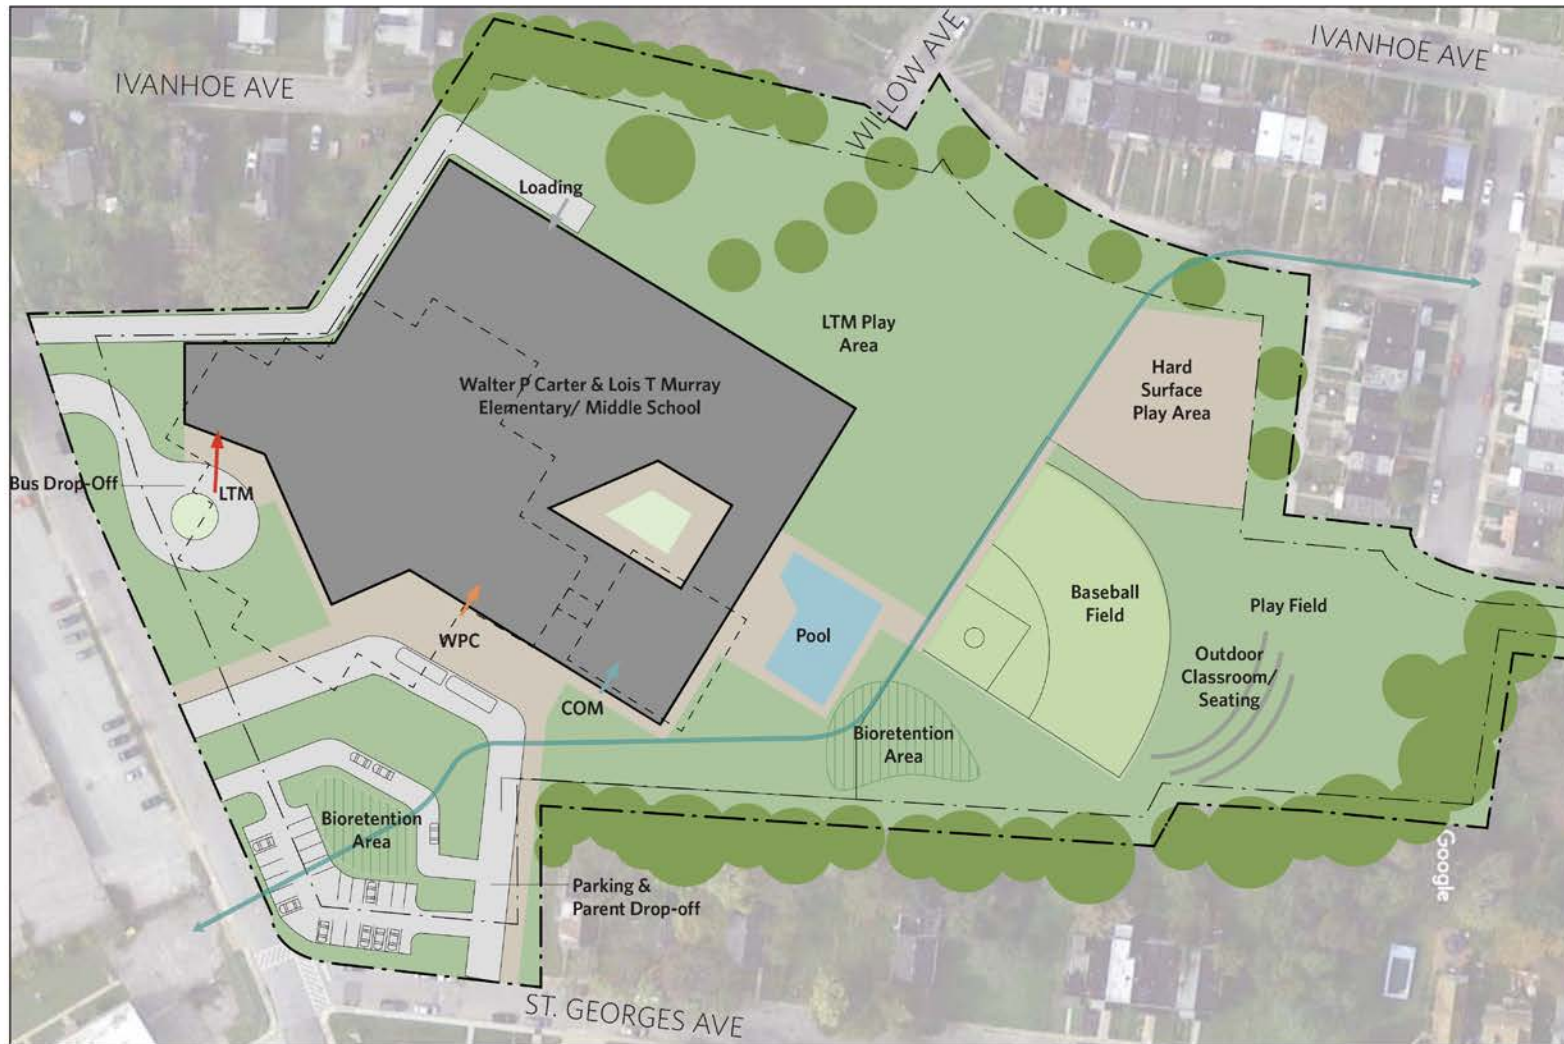 IVANHOE AVE
WILLOW AVE
IVANHOE AVE
Loading
LTM Play
Area
Hard
Surface
Play Area
Walter P Carter & Lois T Murray
Elementary/ Middle School
Bus Drop-Off
LTM
WPC
COM
Pool
Baseball
Field
Play Field
Outdoor
Classroom/
Seating
Bioretention
Area
Bioretention
Area
Parking &
Parent Drop-off
Google
ST. GEORGES AVE